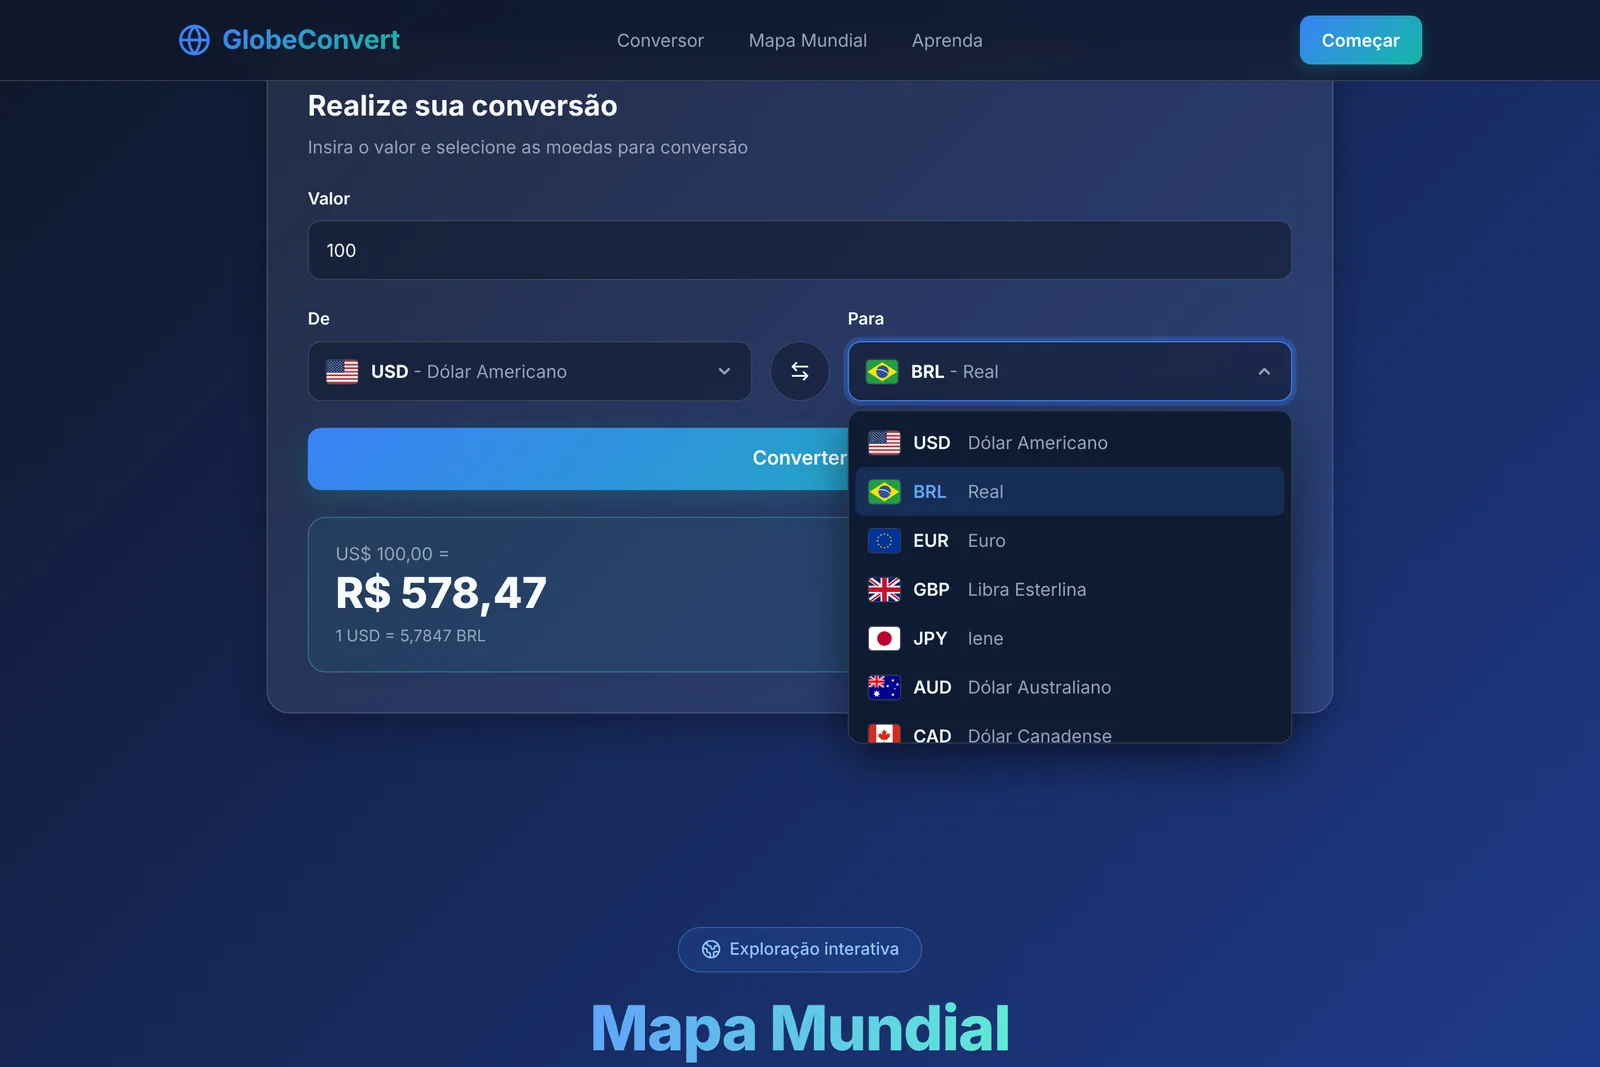 GlobeConvert
Conversor
Mapa Mundial
Aprenda
Começar
Realize sua conversão
Insira o valor e selecione as moedas para conversão
Valor
100
De
Para
USD - Dólar Americano
BRL - Real
Converter
US$ 100,00 =
R$ 578,47
1 USD = 5,7847 BRL
USD Dólar Americano
BRL Real
EUR Euro
GBP Libra Esterlina
JPY Iene
AUD Dólar Australiano
CAD Dólar Canadense
Exploração interativa
Mapa Mundial